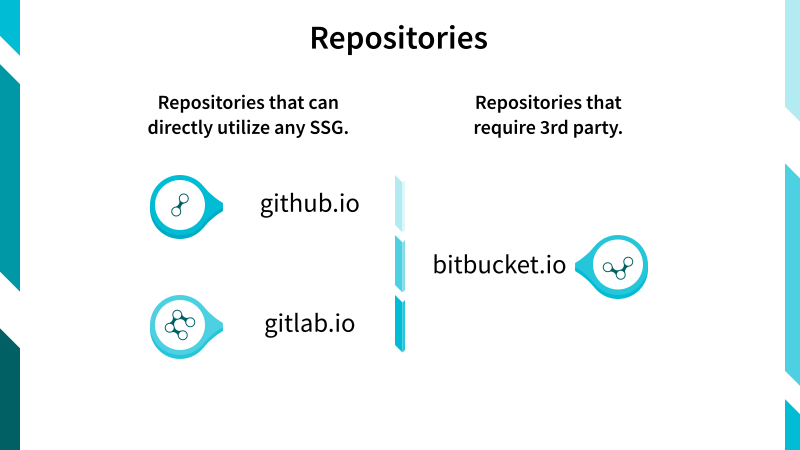 Repositories
Repositories that can
directly utilize any SSG.
github.io
gitlab.io
Repositories that
require 3rd party.
bitbucket.io